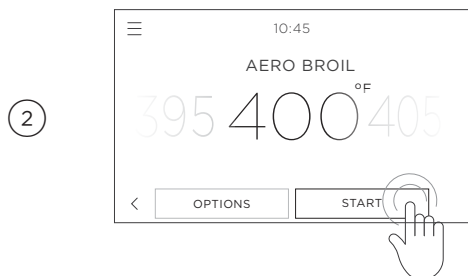 10:45
AERO BROIL
2
395 400°F 405
< OPTIONS START